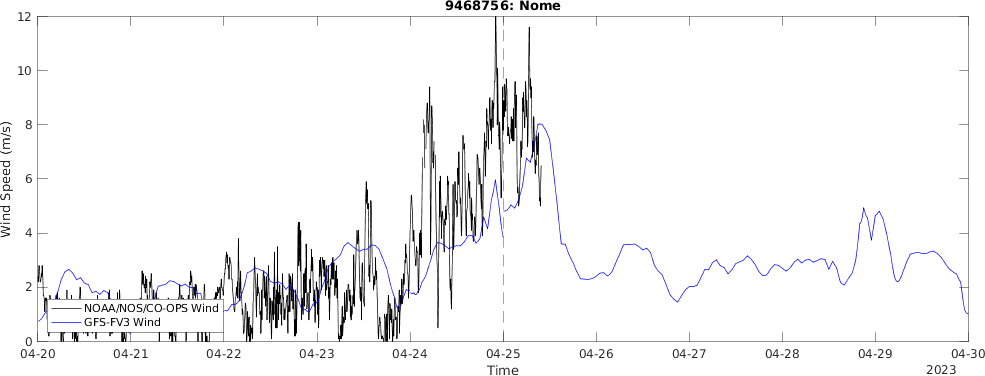 9468756: Nome
12
10
8
6
4
2
0
Wind Speed (m/s)
NOAA/NOS/CO-OPS Wind
GFS-FV3 Wind
04-20 04-21 04-22 04-23 04-24 04-25 04-26 04-27 04-28 04-29 04-30
Time
2023